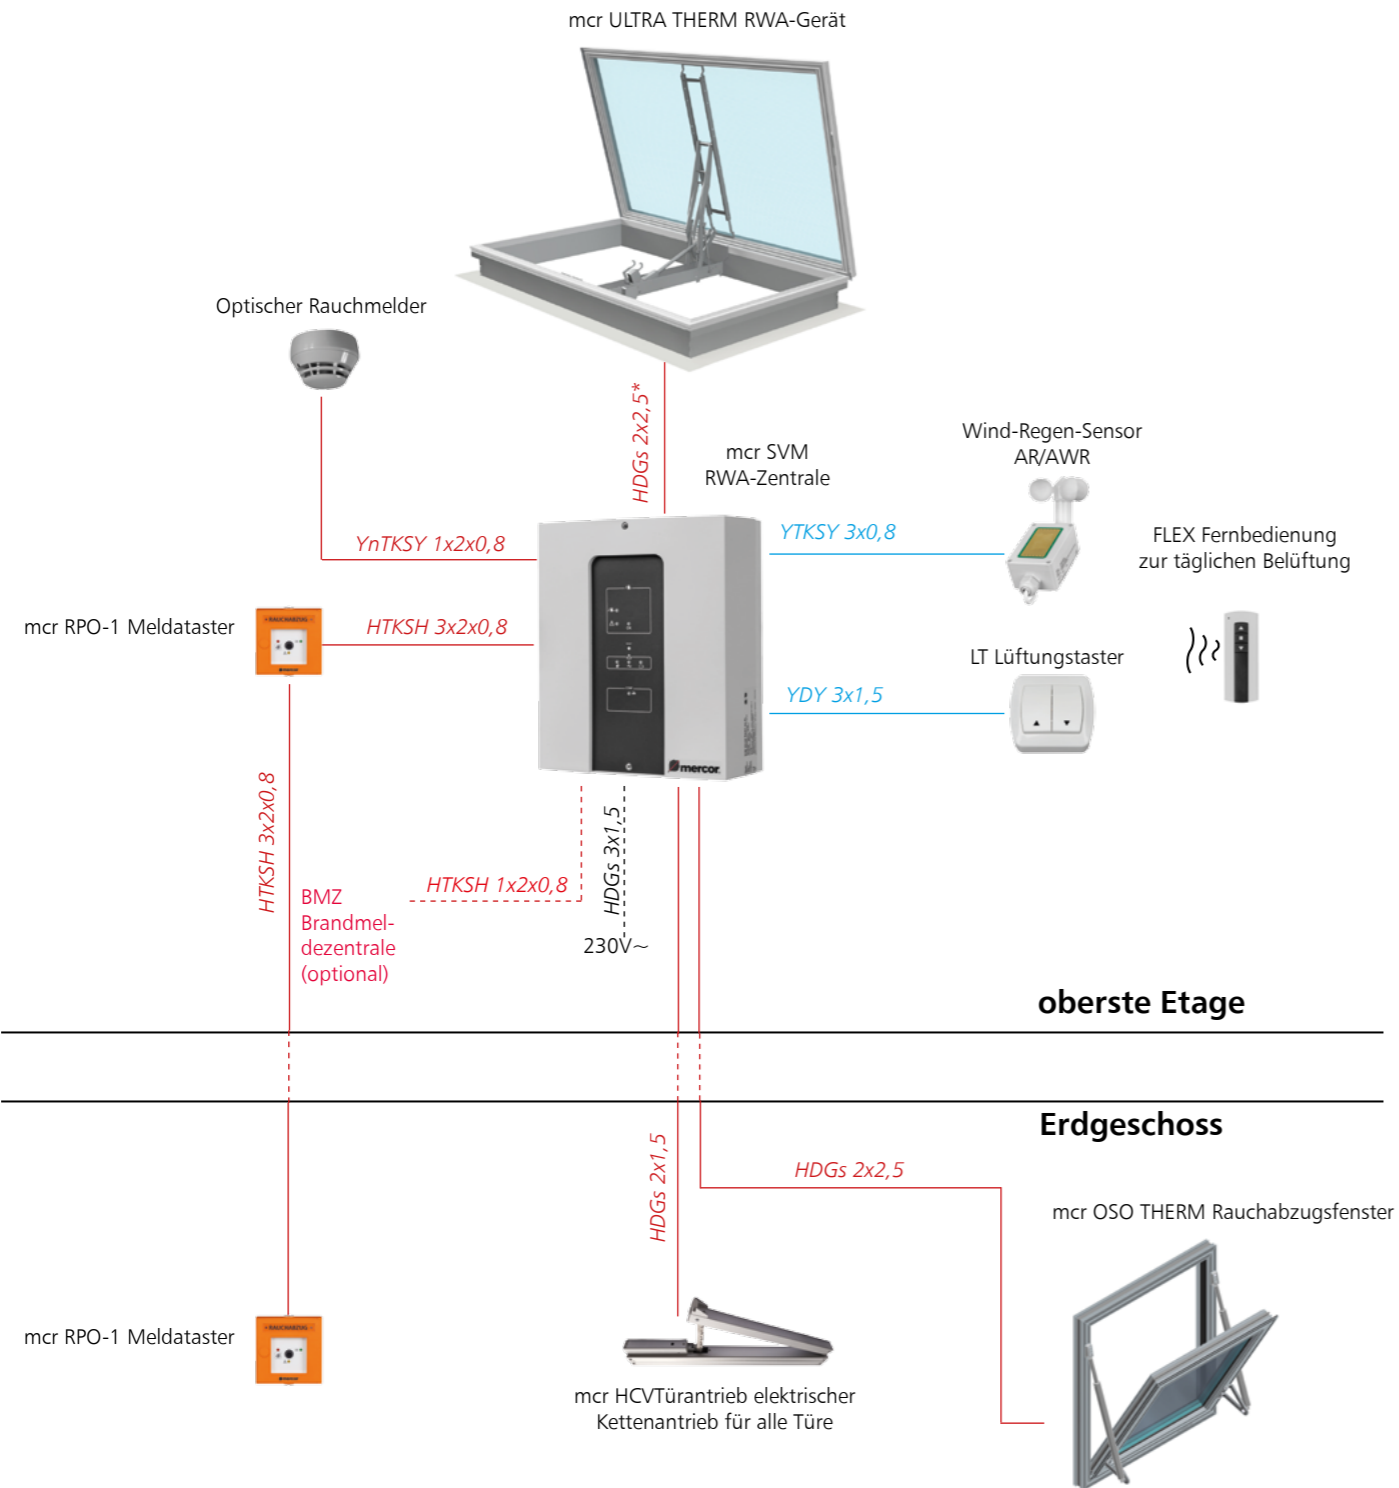 mcr ULTRA THERM RWA-Gerät
Optischer Rauchmelder
HDGs 2x2,5*
mcr SVM
RWA-Zentrale
Wind-Regen-Sensor
AR/AWR
YnTKSY 1x2x0,8
YTKSY 3x0,8
FLEX Fernbedienung
zur täglichen Belüftung
mcr RPO-1 Meldataster
RAUCHABZUG
HTKSH 3x2x0,8
LT Lüftungstaster
YDY 3x1,5
mercor
HTKSH 3x2x0,8
BMZ
Brandmel-
dezentrale
(optional)
HTKSH 1x2x0,8
HDGs 3x1,5
230V~
oberste Etage
Erdgeschoss
HDGs 2x1,5
HDGs 2x2,5
mcr OSO THERM Rauchabzugsfenster
mcr RPO-1 Meldataster
RAUCHABZUG
mcr HCVTürantrieb elektrischer
Kettenantrieb für alle Türe